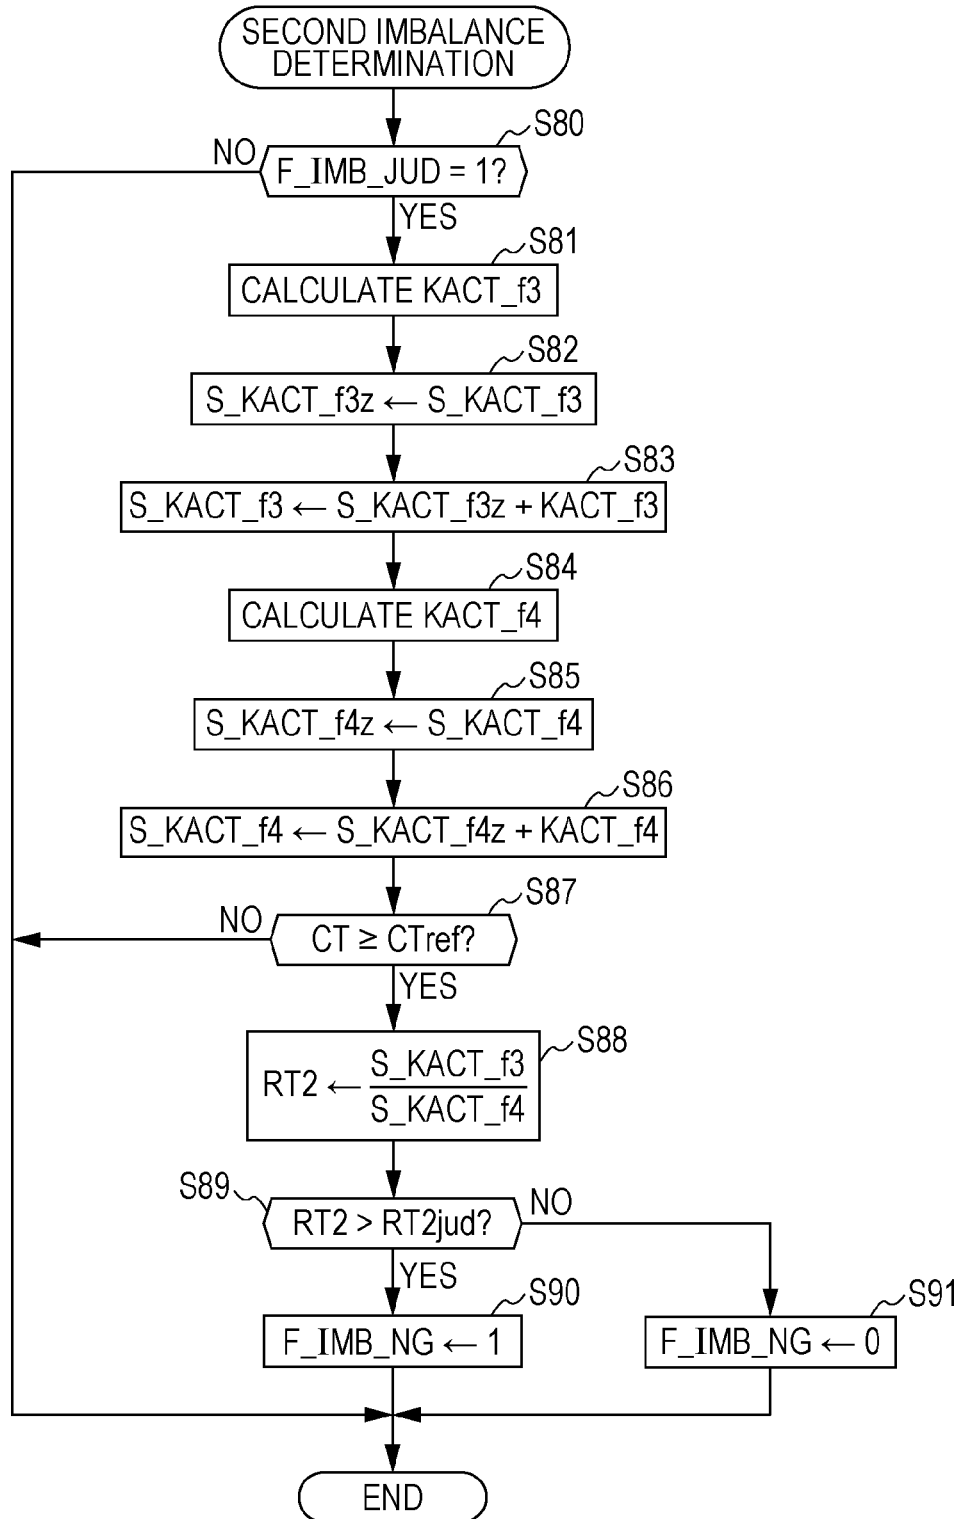 SECOND IMBALANCE
DETERMINATION
S80
NO
F_IMB_JUD = 1?
YES
S81
CALCULATE KACT_f3
S82
S_KACT_f3z ← S_KACT_f3
S83
S_KACT_f3 ← S_KACT_f3z + KACT_f3
S84
CALCULATE KACT_f4
S85
S_KACT_f4z ← S_KACT_f4
S86
S_KACT_f4 ← S_KACT_f4z + KACT_f4
S87
NO
CT ≥ CTref?
YES
S88
RT2 ← S_KACT_f3
S_KACT_f4
S89
RT2 > RT2jud?
NO
YES
S90
F_IMB_NG ← 1
S91
F_IMB_NG ← 0
END